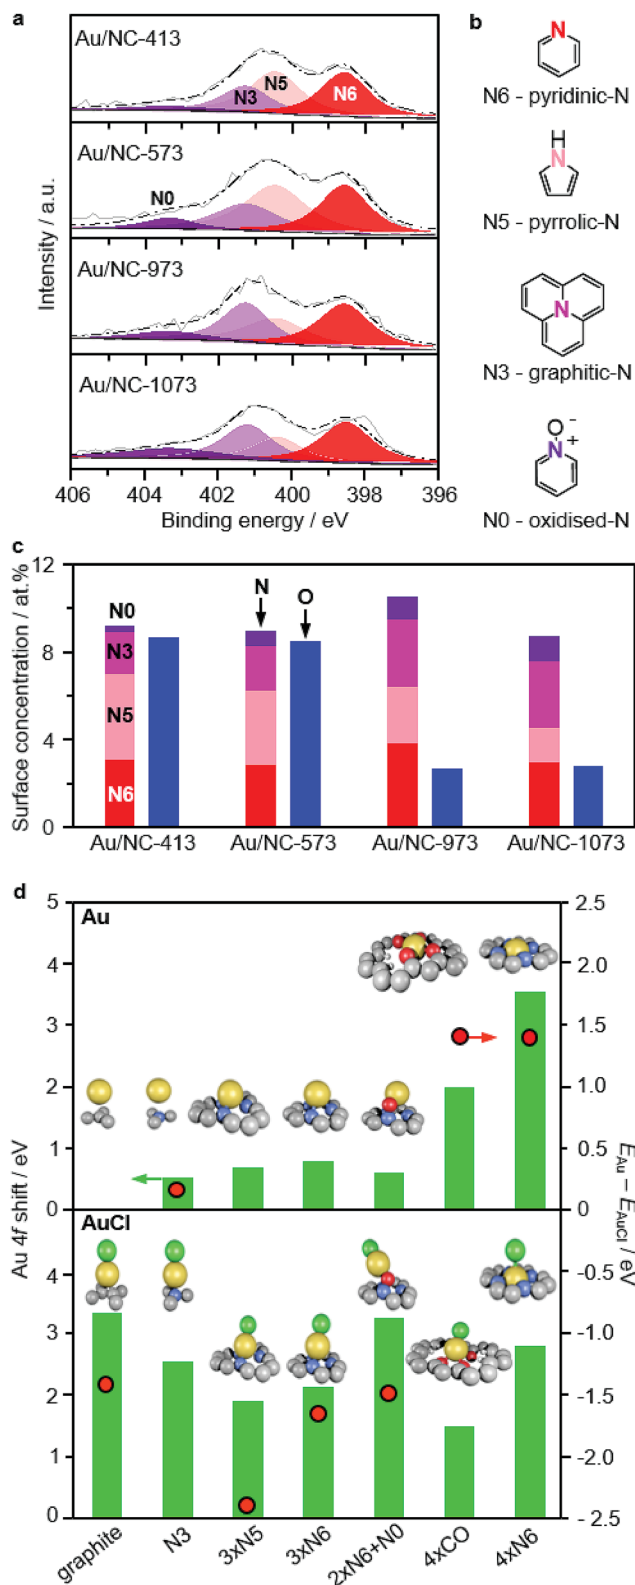 a
Au/NC-413
N3
N5
N6
Au/NC-573
N0
Au/NC-973
Au/NC-1073
Intensity / a.u.
406 404 402 400 398 396
Binding energy / eV
b
N
N6 - pyridinic-N
H
N
N5 - pyrrolic-N
N
N3 - graphitic-N
O−
N+
N0 - oxidised-N
c
Surface concentration / at.%
12
8
4
0
N0
N3
N5
N6
N
O
Au/NC-413 Au/NC-573 Au/NC-973 Au/NC-1073
d
Au
5
4
3
2
1
0
2.5
2.0
1.5
1.0
0.5
0
Au 4f shift / eV
EAu − EAuCl / eV
AuCl
4
3
2
1
0
-0.5
-1.0
-1.5
-2.0
- 2.5
graphite N3 3xN5 3xN6 2xN6+N0 4xCO 4xN6